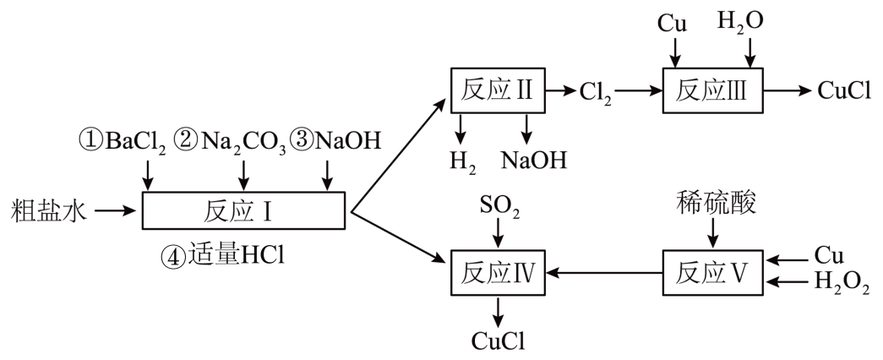 Cu H₂O
反应Ⅱ Cl₂ 反应Ⅲ CuCl
①BaCl₂ ②Na₂CO₃ ③NaOH
H₂ NaOH
粗盐水 反应Ⅰ SO₂ 稀硫酸
④适量HCl
反应Ⅳ 反应Ⅴ Cu
H₂O₂
CuCl